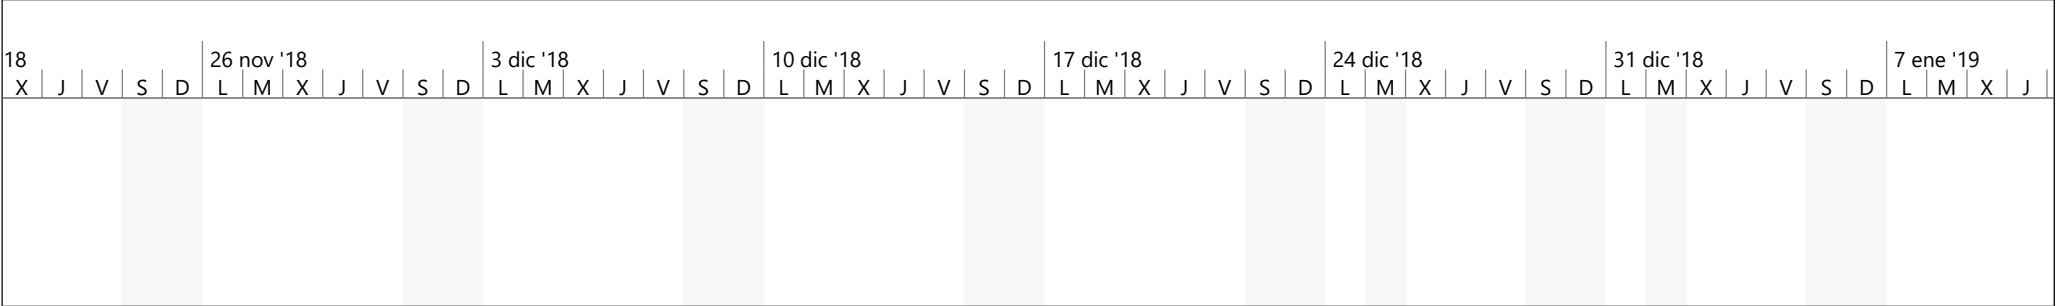 18 26 nov '18 3 dic '18 10 dic '18 17 dic '18 24 dic '18 31 dic '18 7 ene '19
X J V S D L M X J V S D L M X J V S D L M X J V S D L M X J V S D L M X J V S D L M X J V S D L M X J